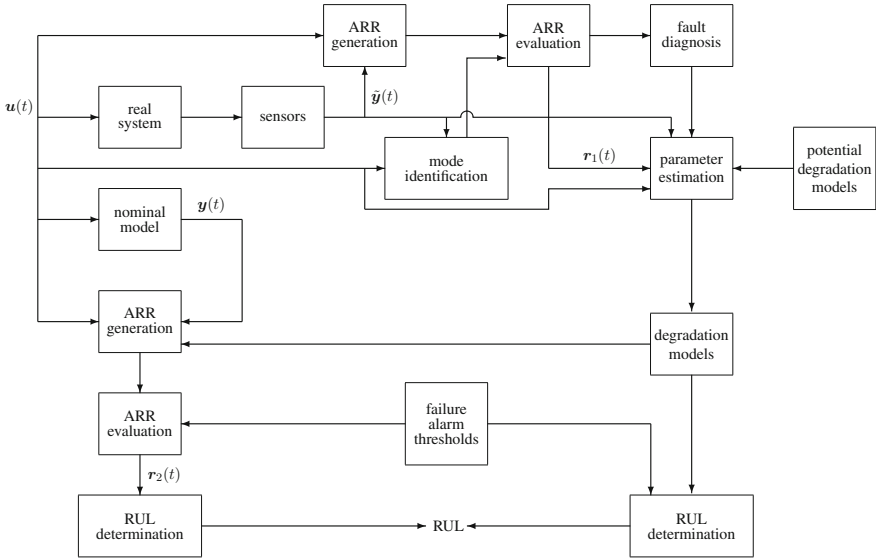 ARR
generation
ARR
evaluation
fault
diagnosis
u(t)
real
system
sensors
ỹ(t)
mode
identification
r₁(t)
parameter
estimation
potential
degradation
models
nominal
model
y(t)
ARR
generation
degradation
models
ARR
evaluation
failure
alarm
thresholds
r₂(t)
RUL
determination
RUL
RUL
determination